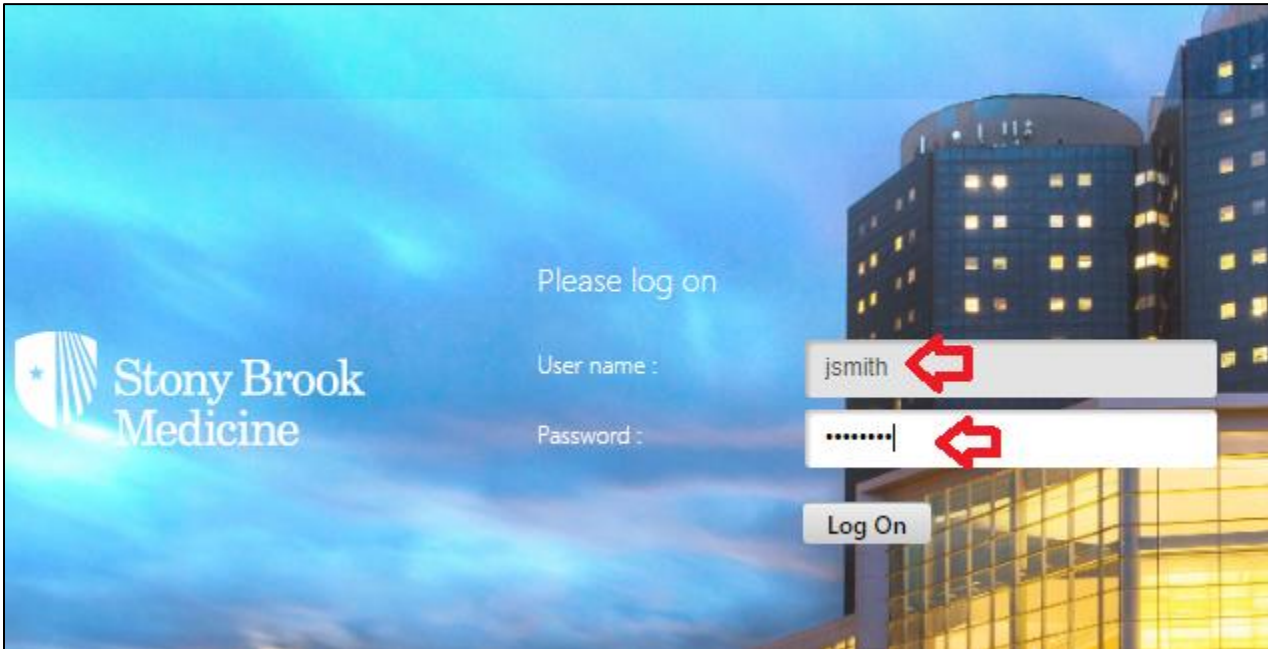 Please log on
User name :
jsmith
Stony Brook
Medicine
Password :
••••••••
Log On